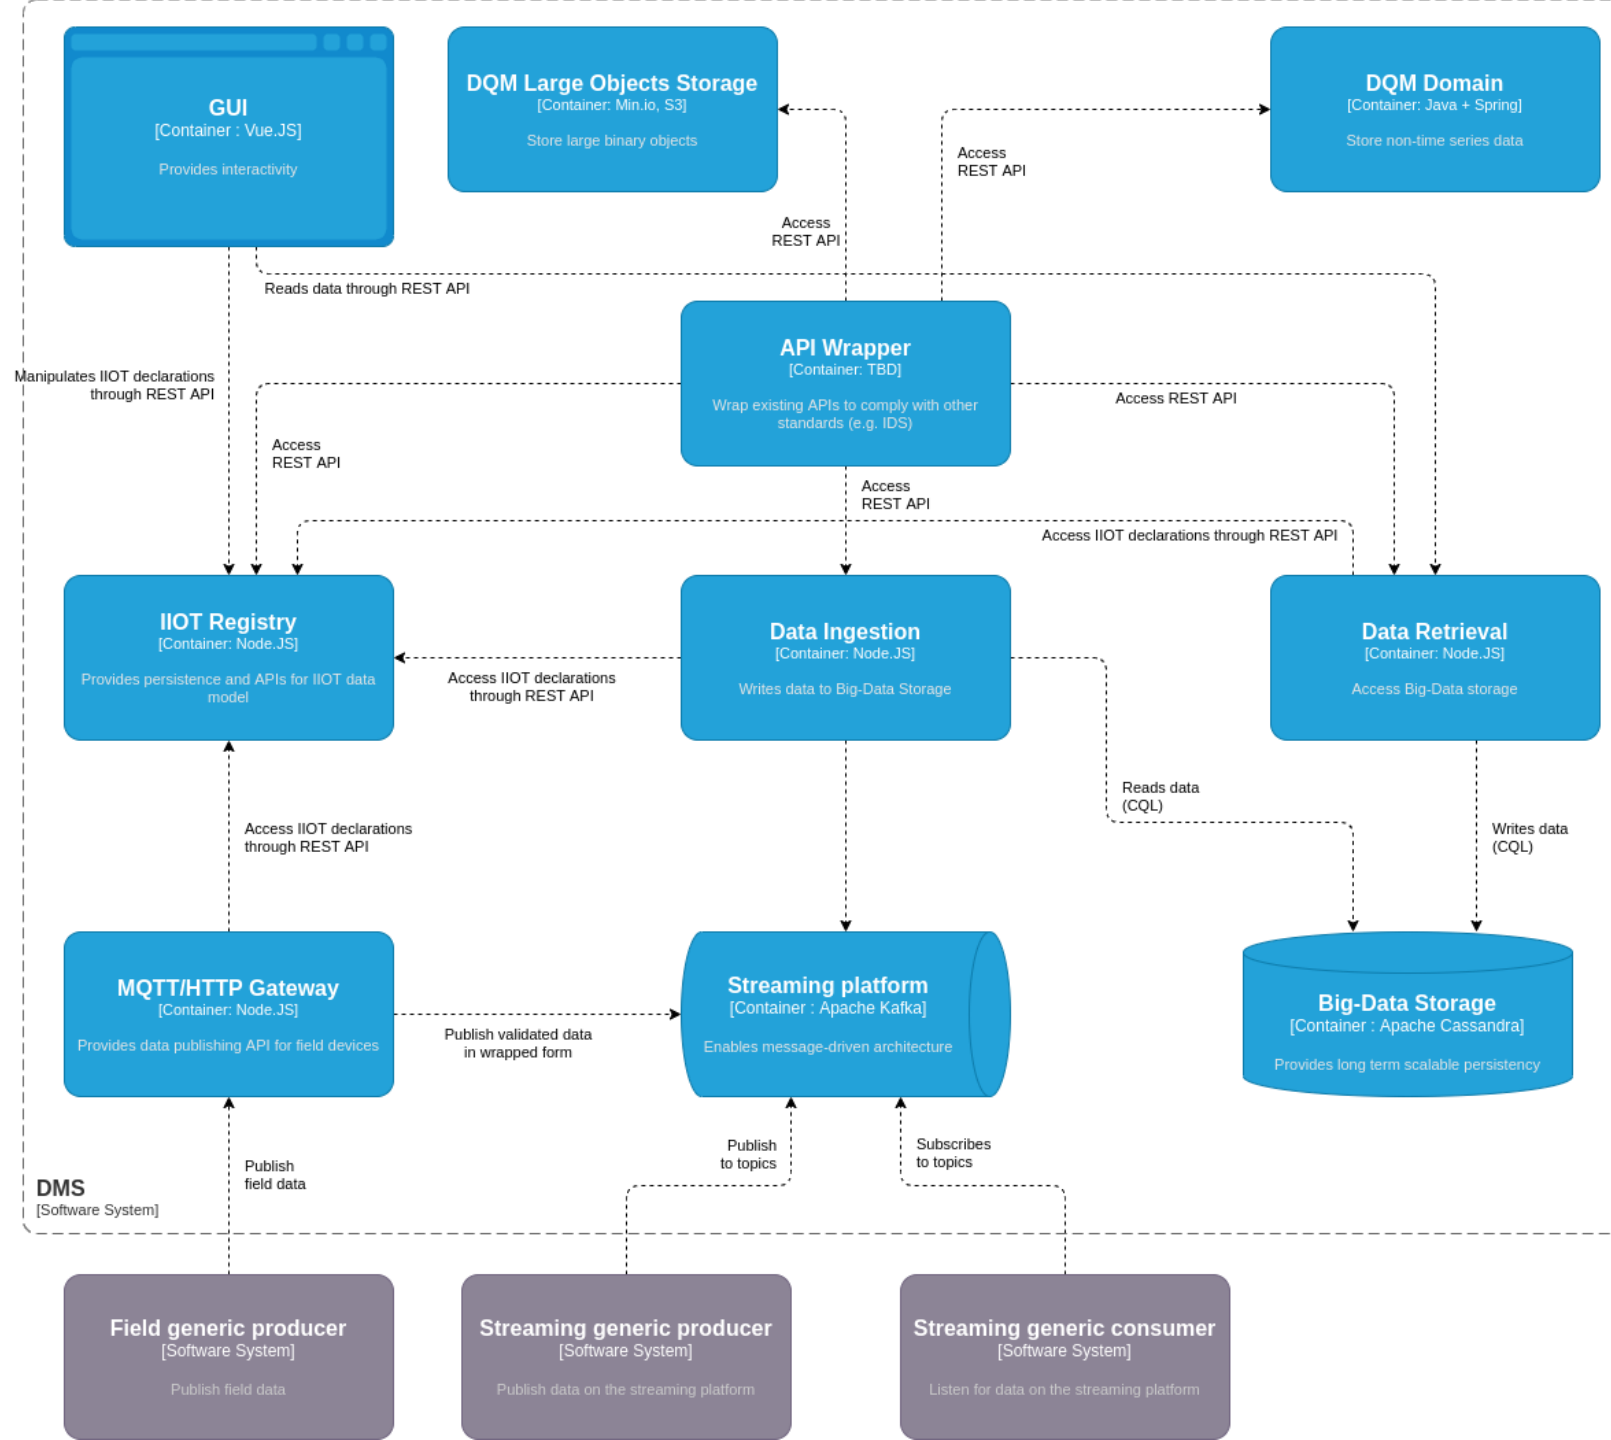 GUI
[Container : Vue.JS]
Provides interactivity
DQM Large Objects Storage
[Container: Min.io, S3]
Store large binary objects
DQM Domain
[Container: Java + Spring]
Store non-time series data
Access
REST API
Access
REST API
Reads data through REST API
API Wrapper
[Container: TBD]
Wrap existing APIs to comply with other
standards (e.g. IDS)
Manipulates IIOT declarations
through REST API
Access REST API
Access
REST API
Access
REST API
Access IIOT declarations through REST API
IIOT Registry
[Container: Node.JS]
Provides persistence and APIs for IIOT data
model
Data Ingestion
[Container: Node.JS]
Writes data to Big-Data Storage
Data Retrieval
[Container: Node.JS]
Access Big-Data storage
Access IIOT declarations
through REST API
Reads data
(CQL)
Access IIOT declarations
through REST API
Writes data
(CQL)
MQTT/HTTP Gateway
[Container: Node.JS]
Provides data publishing API for field devices
Publish validated data
in wrapped form
Streaming platform
[Container : Apache Kafka]
Enables message-driven architecture
Big-Data Storage
[Container : Apache Cassandra]
Provides long term scalable persistency
Publish
field data
Publish
to topics
Subscribes
to topics
DMS
[Software System]
Field generic producer
[Software System]
Publish field data
Streaming generic producer
[Software System]
Publish data on the streaming platform
Streaming generic consumer
[Software System]
Listen for data on the streaming platform